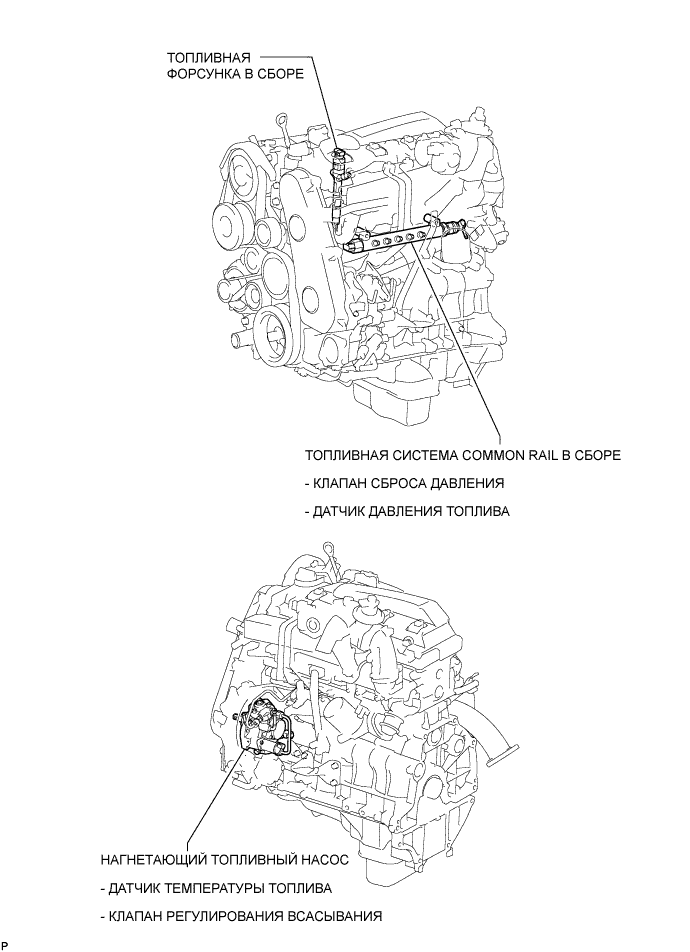 ТОПЛИВНАЯ
ФОРСУНКА В СБОРЕ
ТОПЛИВНАЯ СИСТЕМА COMMON RAIL В СБОРЕ
- КЛАПАН СБРОСА ДАВЛЕНИЯ
- ДАТЧИК ДАВЛЕНИЯ ТОПЛИВА
НАГНЕТАЮЩИЙ ТОПЛИВНЫЙ НАСОС
- ДАТЧИК ТЕМПЕРАТУРЫ ТОПЛИВА
- КЛАПАН РЕГУЛИРОВАНИЯ ВСАСЫВАНИЯ
P